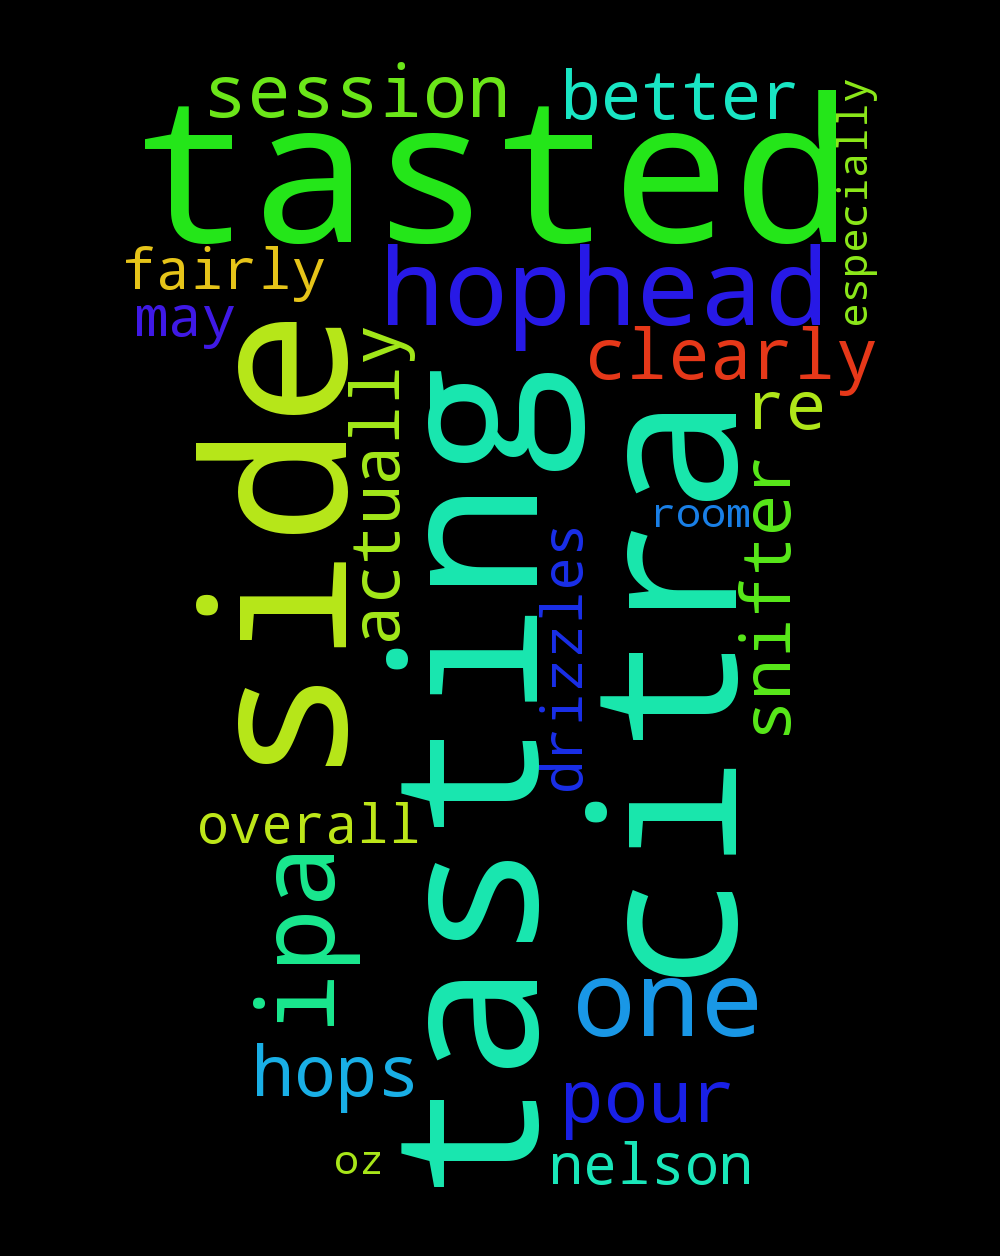 session
better
tasted
especially
fairly
hophead
may
clearly
side
actually
tasting
citra
re
snifter
room
drizzles
overall
ipa
one
hops
pour
oz
nelson